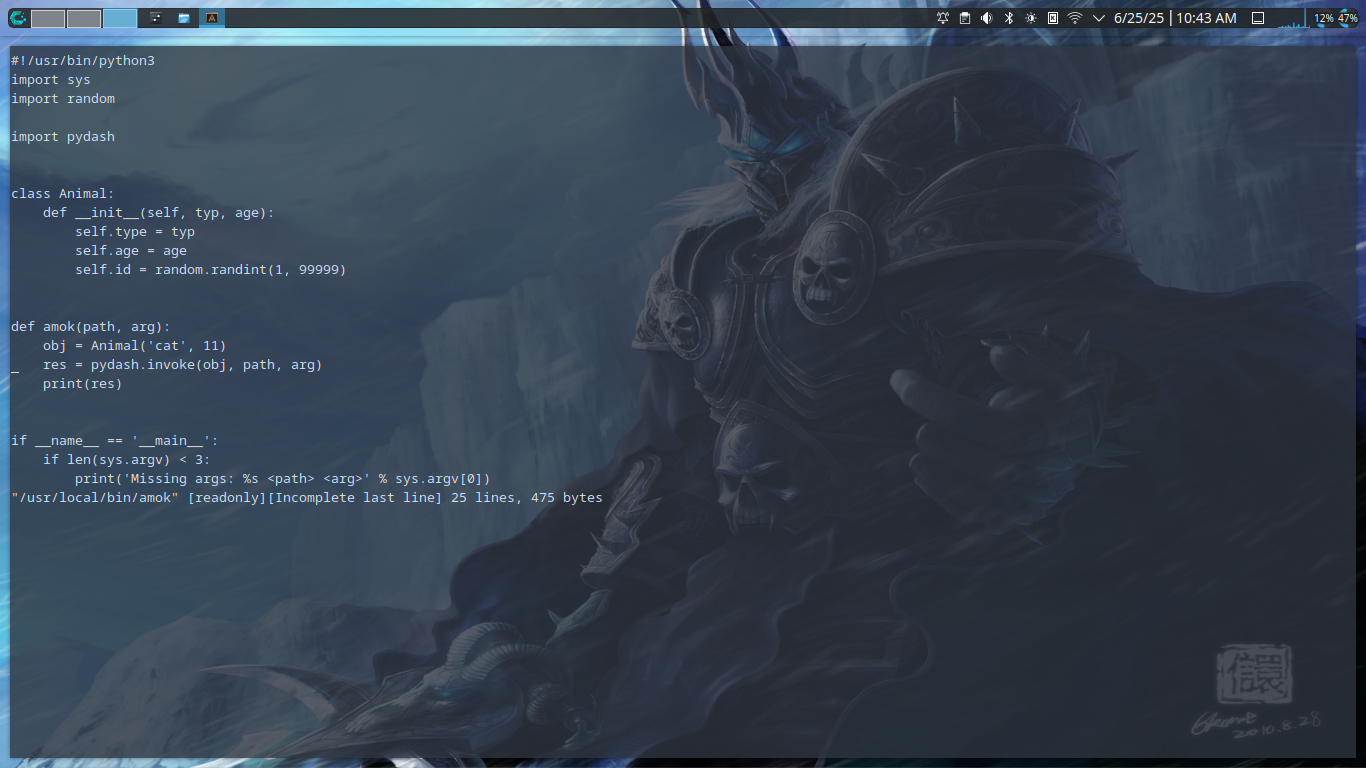 6/25/25 | 10:43 AM 12% 47%
#!/usr/bin/python3
import sys
import random
import pydash
class Animal:
    def __init__(self, typ, age):
        self.type = typ
        self.age = age
        self.id = random.randint(1, 99999)
def amok(path, arg):
    obj = Animal('cat', 11)
_   res = pydash.invoke(obj, path, arg)
    print(res)
if __name__ == '__main__':
    if len(sys.argv) < 3:
        print('Missing args: %s <path> <arg>' % sys.argv[0])
"/usr/local/bin/amok" [readonly][Incomplete last line] 25 lines, 475 bytes
2010.8.28